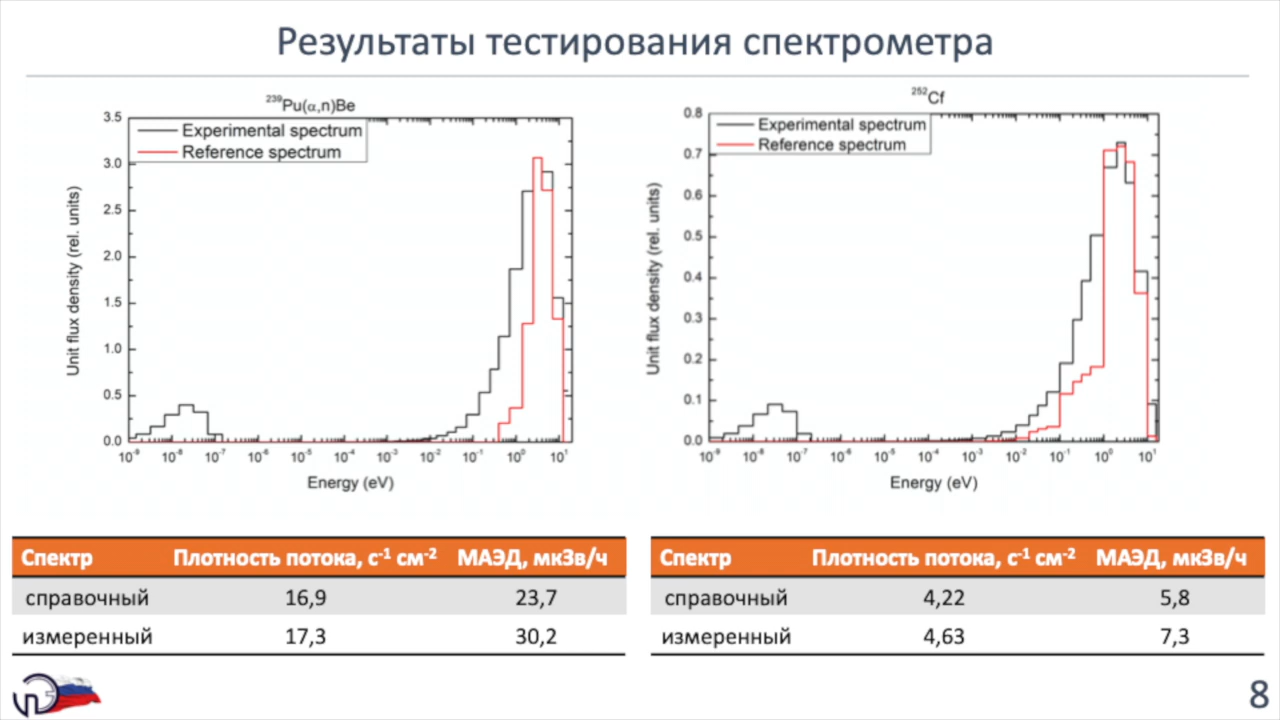 Результаты тестирования спектрометра
²³⁹Pu(α,n)Be
Experimental spectrum
Reference spectrum
3.5
3.0
2.5
2.0
1.5
1.0
0.5
0.0
Unit flux density (rel. units)
10⁻⁹ 10⁻⁸ 10⁻⁷ 10⁻⁶ 10⁻⁵ 10⁻⁴ 10⁻³ 10⁻² 10⁻¹ 10⁰ 10¹
Energy (eV)
²⁵²Cf
Experimental spectrum
Reference spectrum
0.8
0.7
0.6
0.5
0.4
0.3
0.2
0.1
0.0
Unit flux density (rel. units)
10⁻⁹ 10⁻⁸ 10⁻⁷ 10⁻⁶ 10⁻⁵ 10⁻⁴ 10⁻³ 10⁻² 10⁻¹ 10⁰ 10¹
Energy (eV)
Спектр Плотность потока, с⁻¹ см⁻² МАЭД, мкЗв/ч
справочный 16,9 23,7
измеренный 17,3 30,2
Спектр Плотность потока, с⁻¹ см⁻² МАЭД, мкЗв/ч
справочный 4,22 5,8
измеренный 4,63 7,3
8